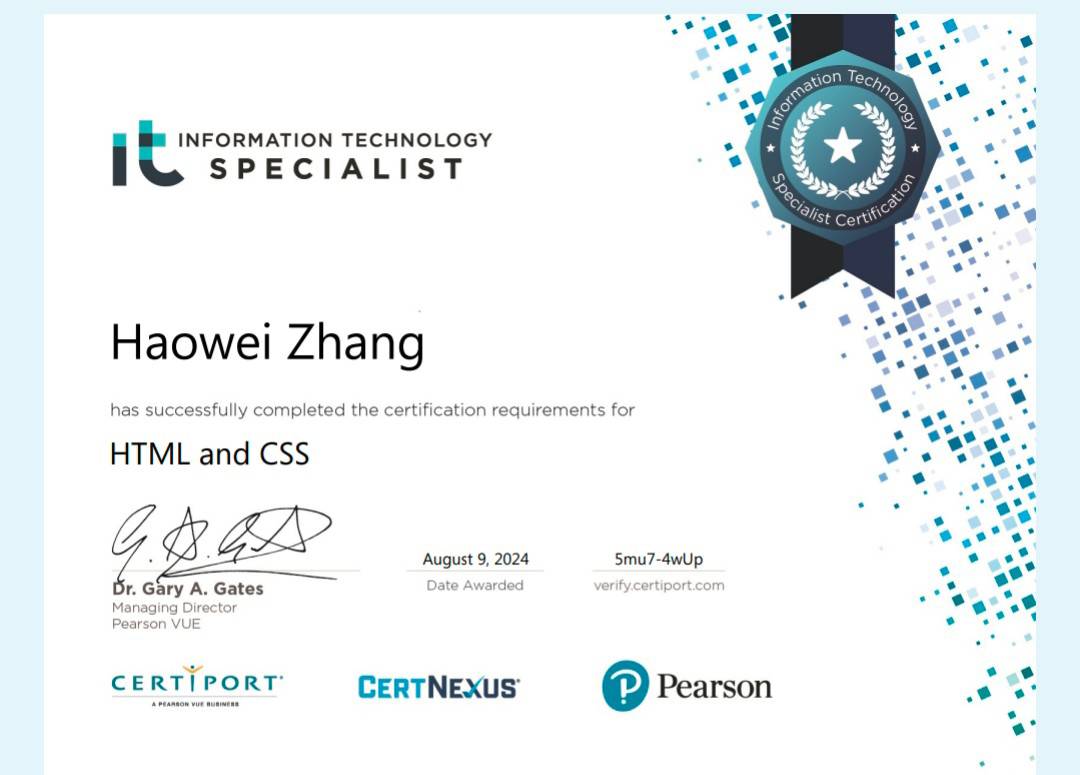 it INFORMATION TECHNOLOGY
SPECIALIST
Information Technology
Specialist Certification
Haowei Zhang
has successfully completed the certification requirements for
HTML and CSS
Dr. Gary A. Gates
Managing Director
Pearson VUE
August 9, 2024
Date Awarded
5mu7-4wUp
verify.certiport.com
CERTIPORT
A PEARSON VUE BUSINESS
CERTNEXUS
P Pearson